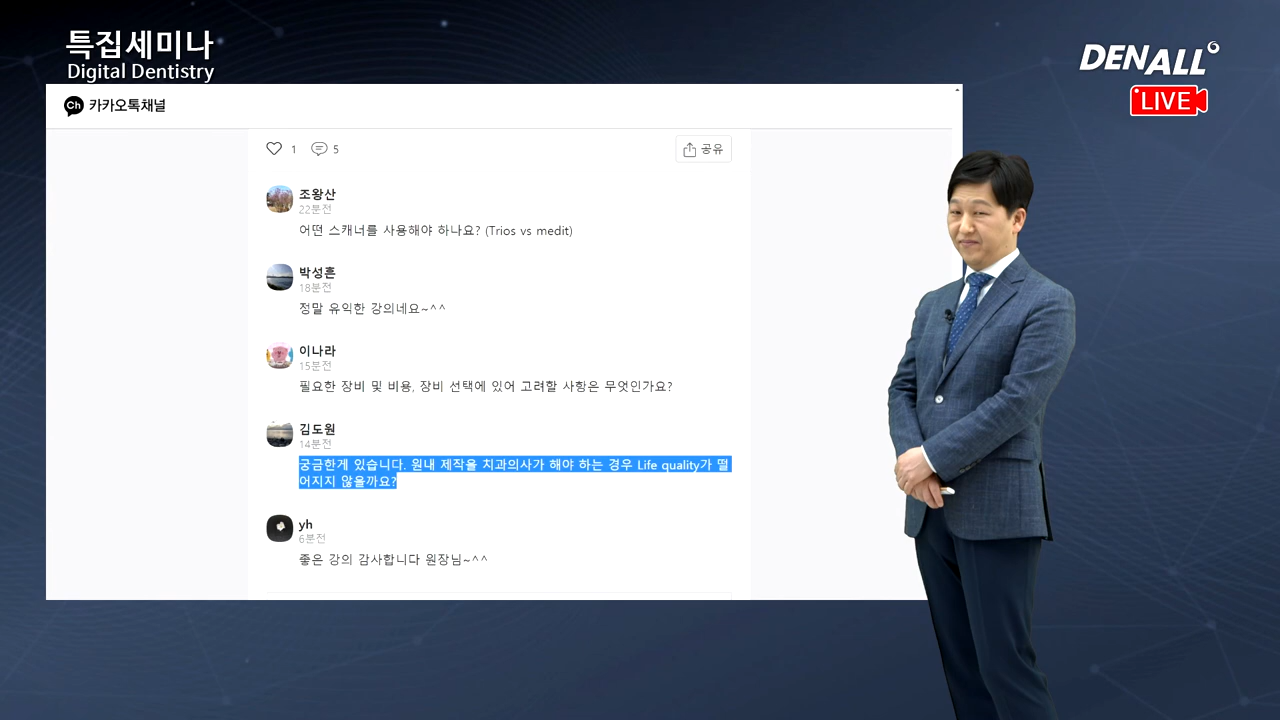 특집세미나
Digital Dentistry
DENALL
LIVE
Ch 카카오톡채널
1 5 공유
조왕산
22분전
어떤 스캐너를 사용해야 하나요? (Trios vs medit)
박성흔
18분전
정말 유익한 강의네요~^^
이나라
15분전
필요한 장비 및 비용, 장비 선택에 있어 고려할 사항은 무엇인가요?
김도원
14분전
궁금한게 있습니다. 원내 제작을 치과의사가 해야 하는 경우 Life quality가 떨
어지지 않을까요?
yh
6분전
좋은 강의 감사합니다 원장님~^^